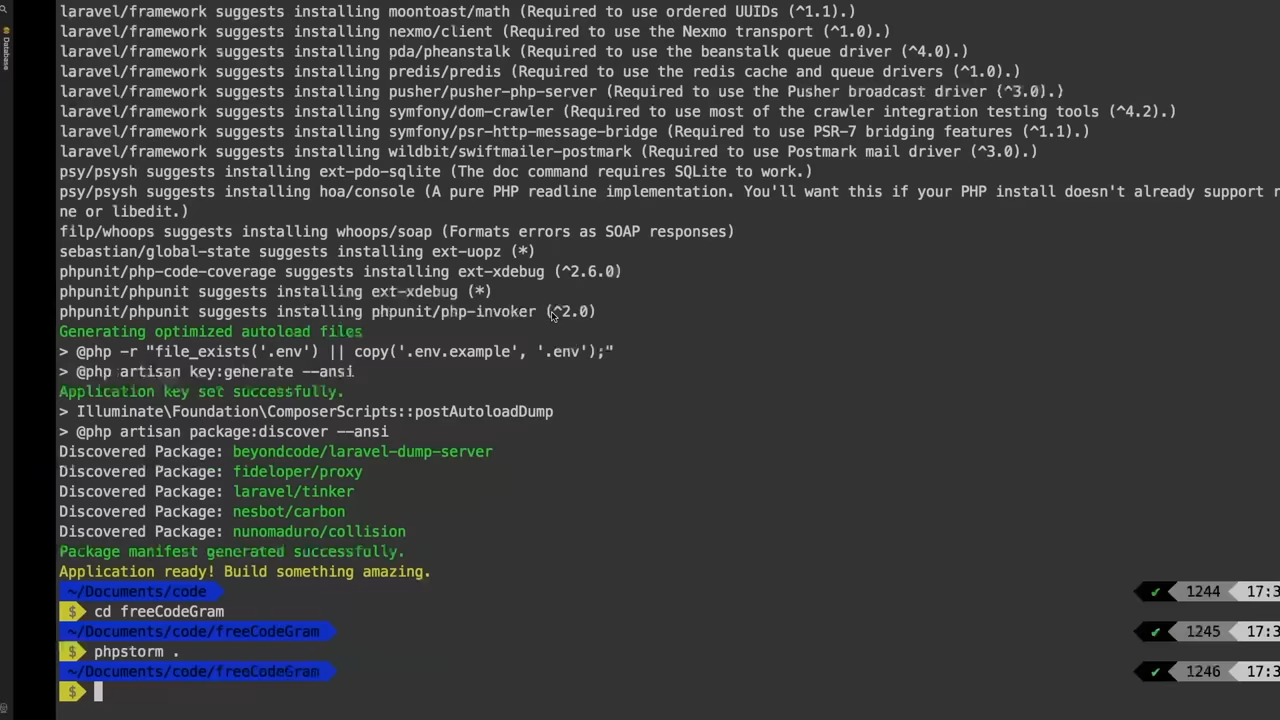 laravel/framework suggests installing moontoast/math (Required to use ordered UUIDs (^1.1).)
laravel/framework suggests installing nexmo/client (Required to use the Nexmo transport (^1.0).)
laravel/framework suggests installing pda/pheanstalk (Required to use the beanstalk queue driver (^4.0).)
laravel/framework suggests installing predis/predis (Required to use the redis cache and queue drivers (^1.0).)
laravel/framework suggests installing pusher/pusher-php-server (Required to use the Pusher broadcast driver (^3.0).)
laravel/framework suggests installing symfony/dom-crawler (Required to use most of the crawler integration testing tools (^4.2).)
laravel/framework suggests installing symfony/psr-http-message-bridge (Required to use PSR-7 bridging features (^1.1).)
laravel/framework suggests installing wildbit/swiftmailer-postmark (Required to use Postmark mail driver (^3.0).)
psy/psysh suggests installing ext-pdo-sqlite (The doc command requires SQLite to work.)
psy/psysh suggests installing hoa/console (A pure PHP readline implementation. You'll want this if your PHP install doesn't already support r
ne or libedit.)
filp/whoops suggests installing whoops/soap (Formats errors as SOAP responses)
sebastian/global-state suggests installing ext-uopz (*)
phpunit/php-code-coverage suggests installing ext-xdebug (^2.6.0)
phpunit/phpunit suggests installing ext-xdebug (*)
phpunit/phpunit suggests installing phpunit/php-invoker (^2.0)
Generating optimized autoload files
> @php -r "file_exists('.env') || copy('.env.example', '.env');"
> @php artisan key:generate --ansi
Application key set successfully.
> Illuminate\Foundation\ComposerScripts::postAutoloadDump
> @php artisan package:discover --ansi
Discovered Package: beyondcode/laravel-dump-server
Discovered Package: fideloper/proxy
Discovered Package: laravel/tinker
Discovered Package: nesbot/carbon
Discovered Package: nunomaduro/collision
Package manifest generated successfully.
Application ready! Build something amazing.
~/Documents/code ✔ 1244 17:3
$ cd freeCodeGram
~/Documents/code/freeCodeGram ✔ 1245 17:3
$ phpstorm .
~/Documents/code/freeCodeGram ✔ 1246 17:3
$
Database